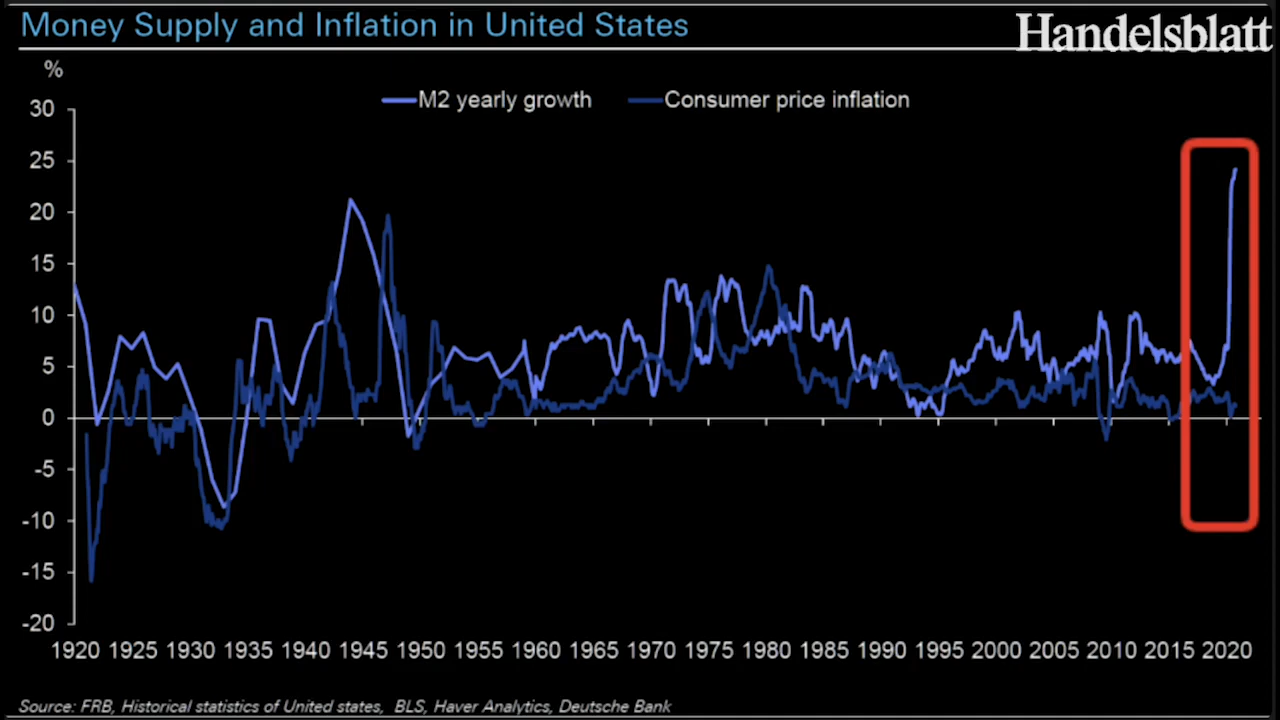 Money Supply and Inflation in United States
Handelsblatt
%
M2 yearly growth
Consumer price inflation
30
25
20
15
10
5
0
-5
-10
-15
-20
1920 1925 1930 1935 1940 1945 1950 1955 1960 1965 1970 1975 1980 1985 1990 1995 2000 2005 2010 2015 2020
Source: FRB, Historical statistics of United states, BLS, Haver Analytics, Deutsche Bank